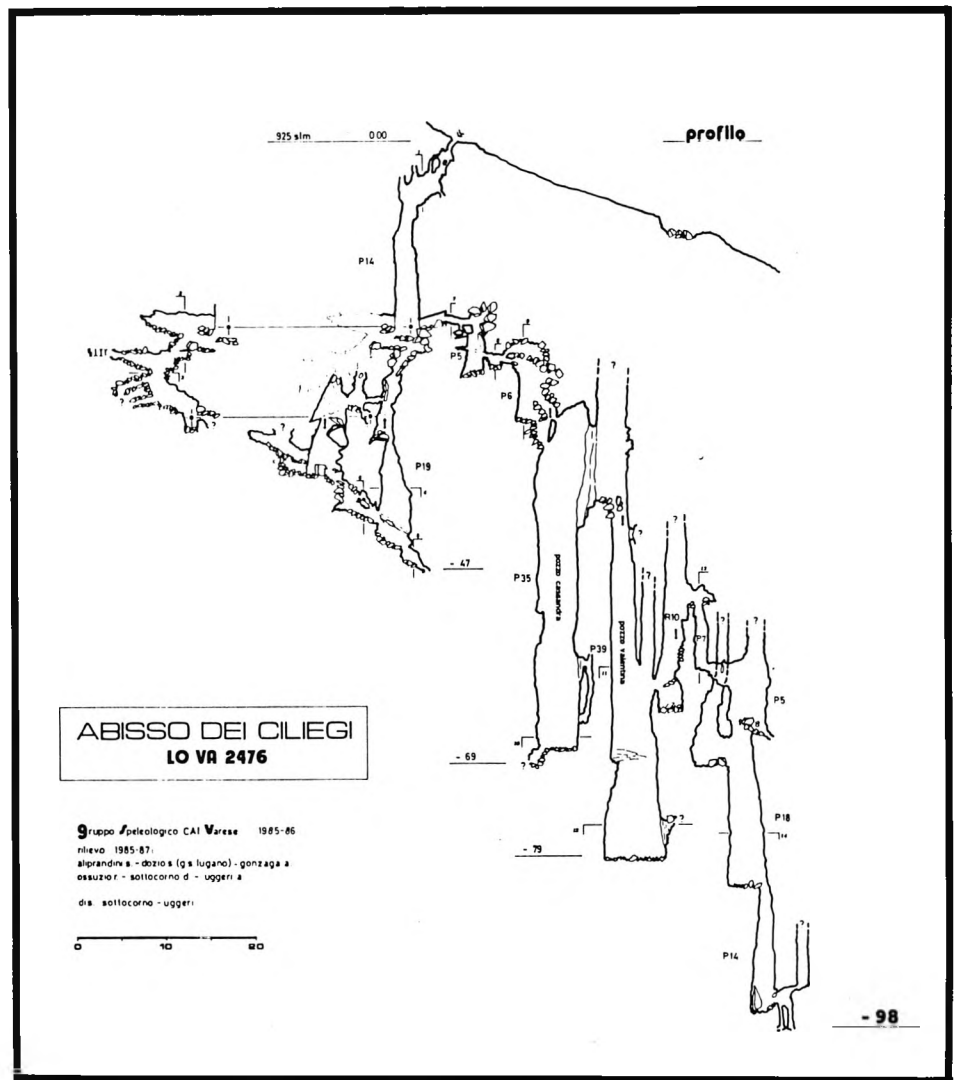 925 slm 0.00
profilo
P14
P5
P6
P19
- 47
P35
pozzo cassandra
P39
pozzo valentina
R10
P7
P5
ABISSO DEI CILIEGI
LO VA 2476
- 69
gruppo speleologico CAI Varese 1985-86
rilievo 1985-87:
aliprandini s. - dozio s (g s lugano) - gonzaga a
ossuzio r. - sottocorno d - uggeri a
dis. sottocorno - uggeri
0 10 20
- 79
P18
P14
- 98